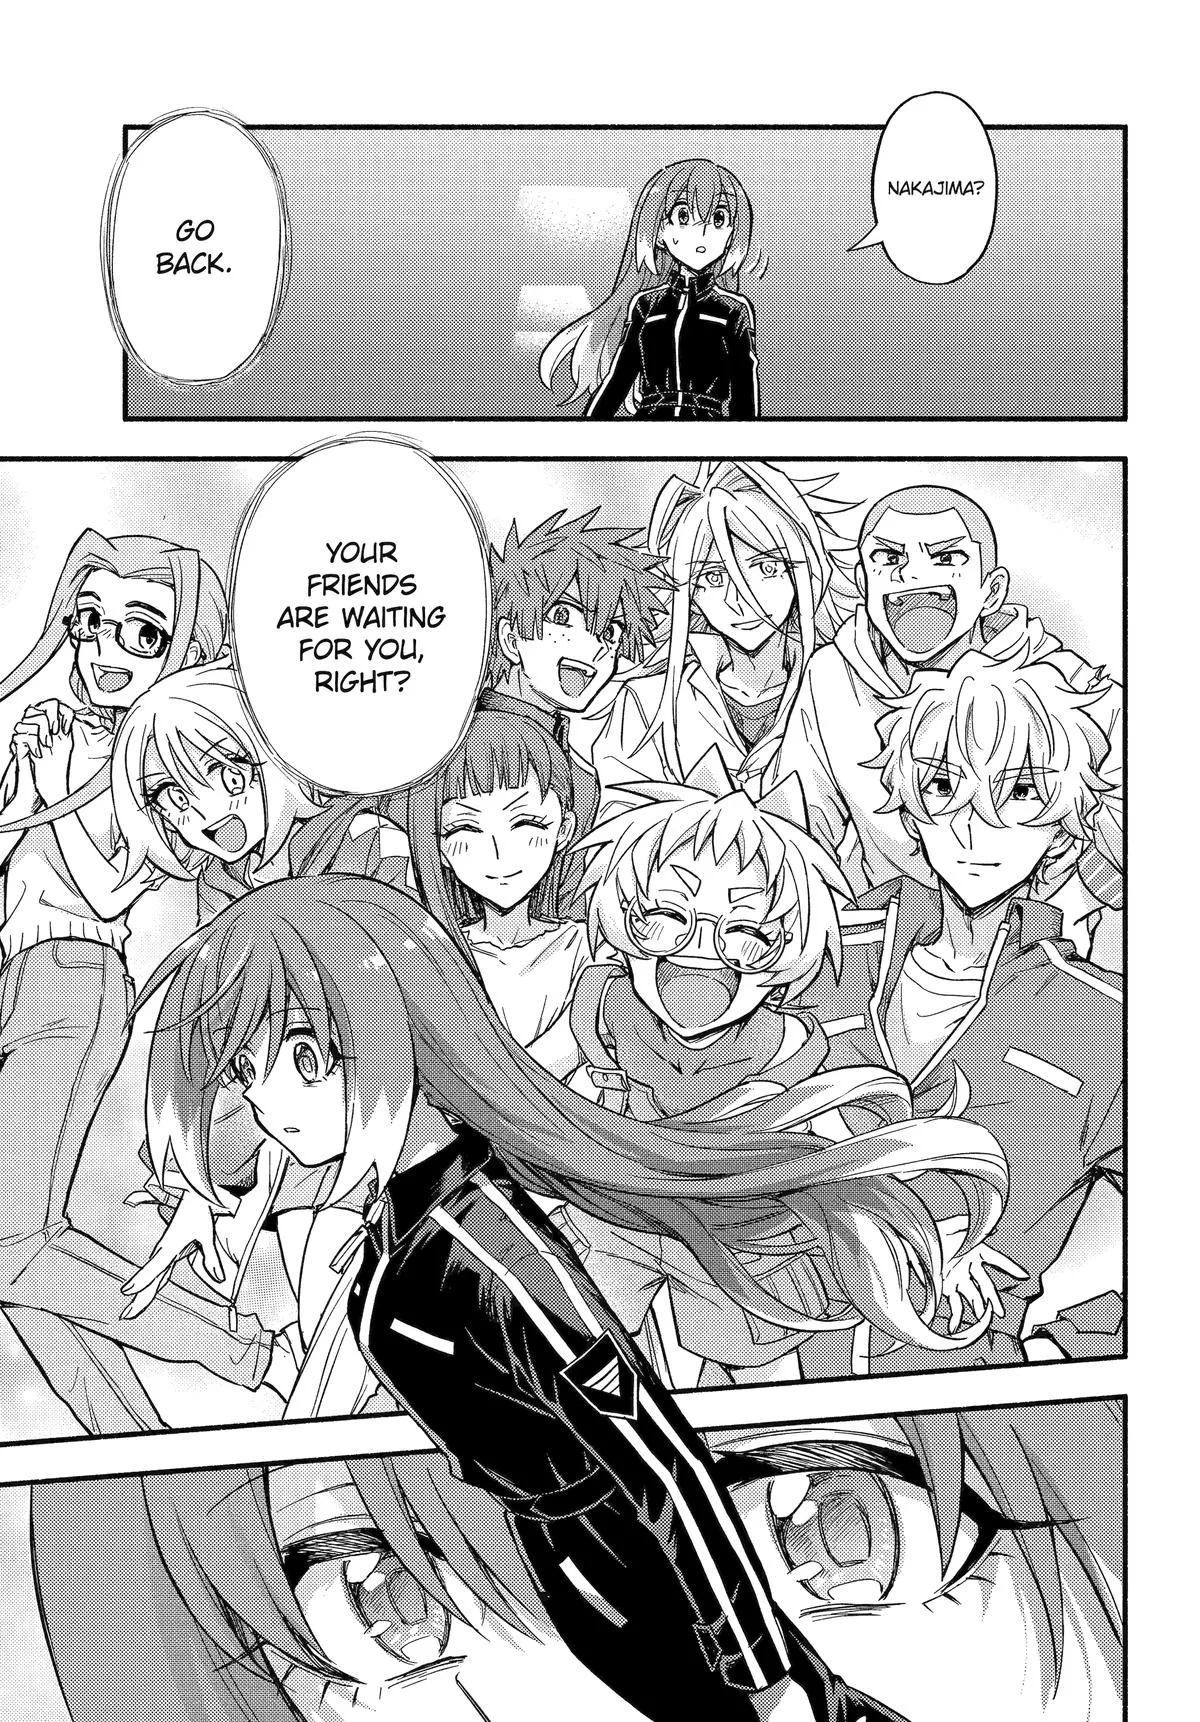 NAKAJIMA?
GO
BACK.
YOUR
FRIENDS
ARE WAITING
FOR YOU,
RIGHT?